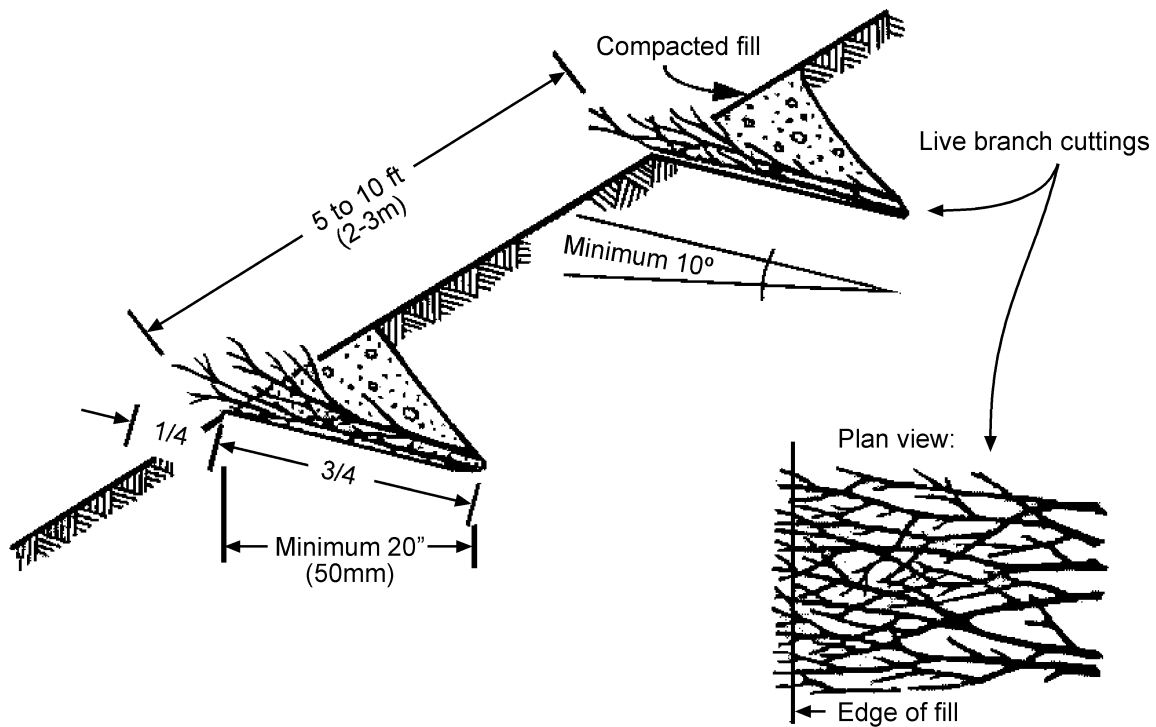 Compacted fill
Live branch cuttings
5 to 10 ft
(2-3m)
Minimum 10º
1/4
3/4
Minimum 20”
(50mm)
Plan view:
Edge of fill